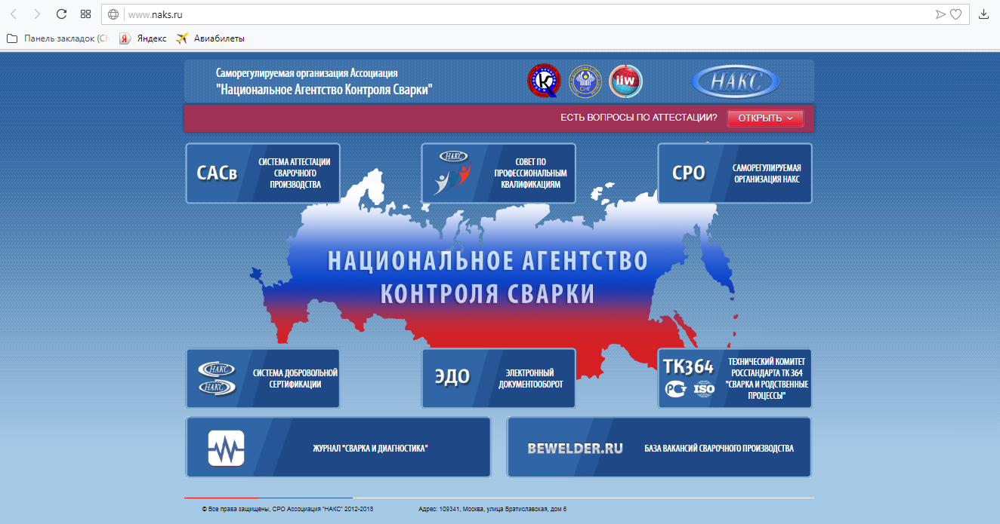 www.naks.ru
Панель закладок (Ch
Я Яндекс
Авиабилеты
Саморегулируемая организация Ассоциация
"Национальное Агентство Контроля Сварки"
СНГ
iiw
НАКС
ЕСТЬ ВОПРОСЫ ПО АТТЕСТАЦИИ?
ОТКРЫТЬ
САСв
СИСТЕМА АТТЕСТАЦИИ
СВАРОЧНОГО
ПРОИЗВОДСТВА
НАКС
СОВЕТ ПО
ПРОФЕССИОНАЛЬНЫМ
КВАЛИФИКАЦИЯМ
СРО
САМОРЕГУЛИРУЕМАЯ
ОРГАНИЗАЦИЯ НАКС
НАЦИОНАЛЬНОЕ АГЕНТСТВО
КОНТРОЛЯ СВАРКИ
НАКС
НАКС
СИСТЕМА ДОБРОВОЛЬНОЙ
СЕРТИФИКАЦИИ
ЭДО
ЭЛЕКТРОННЫЙ
ДОКУМЕНТООБОРОТ
ТК364
РСТ ISO
ТЕХНИЧЕСКИЙ КОМИТЕТ
РОССТАНДАРТА ТК 364
"СВАРКА И РОДСТВЕННЫЕ
ПРОЦЕССЫ"
ЖУРНАЛ "СВАРКА И ДИАГНОСТИКА"
BEWELDER.RU
БАЗА ВАКАНСИЙ СВАРОЧНОГО ПРОИЗВОДСТВА
© Все права защищены, СРО Ассоциация "НАКС" 2012-2018
Адрес: 109341, Москва, улица Братиславская, дом 6